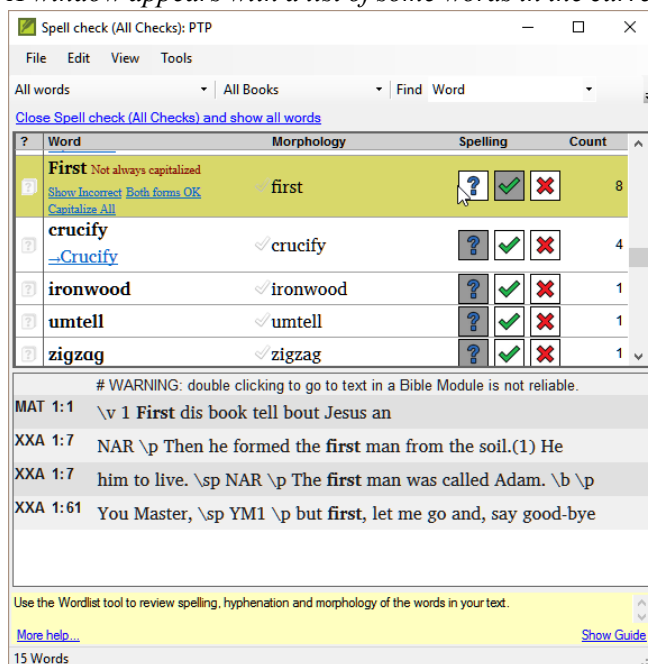 Spell check (All Checks): PTP
File Edit View Tools
All words All Books Find Word
Close Spell check (All Checks) and show all words
? Word Morphology Spelling Count
First Not always capitalized
Show Incorrect Both forms OK
Capitalize All
first 8
crucify
→Crucify
crucify 4
ironwood ironwood 1
umtell umtell 1
zigzag zigzag 1
# WARNING: double clicking to go to text in a Bible Module is not reliable.
MAT 1:1 \v 1 First dis book tell bout Jesus an
XXA 1:7 NAR \p Then he formed the first man from the soil.(1) He
XXA 1:7 him to live. \sp NAR \p The first man was called Adam. \b \p
XXA 1:61 You Master, \sp YM1 \p but first, let me go and, say good-bye
Use the Wordlist tool to review spelling, hyphenation and morphology of the words in your text.
More help... Show Guide
15 Words